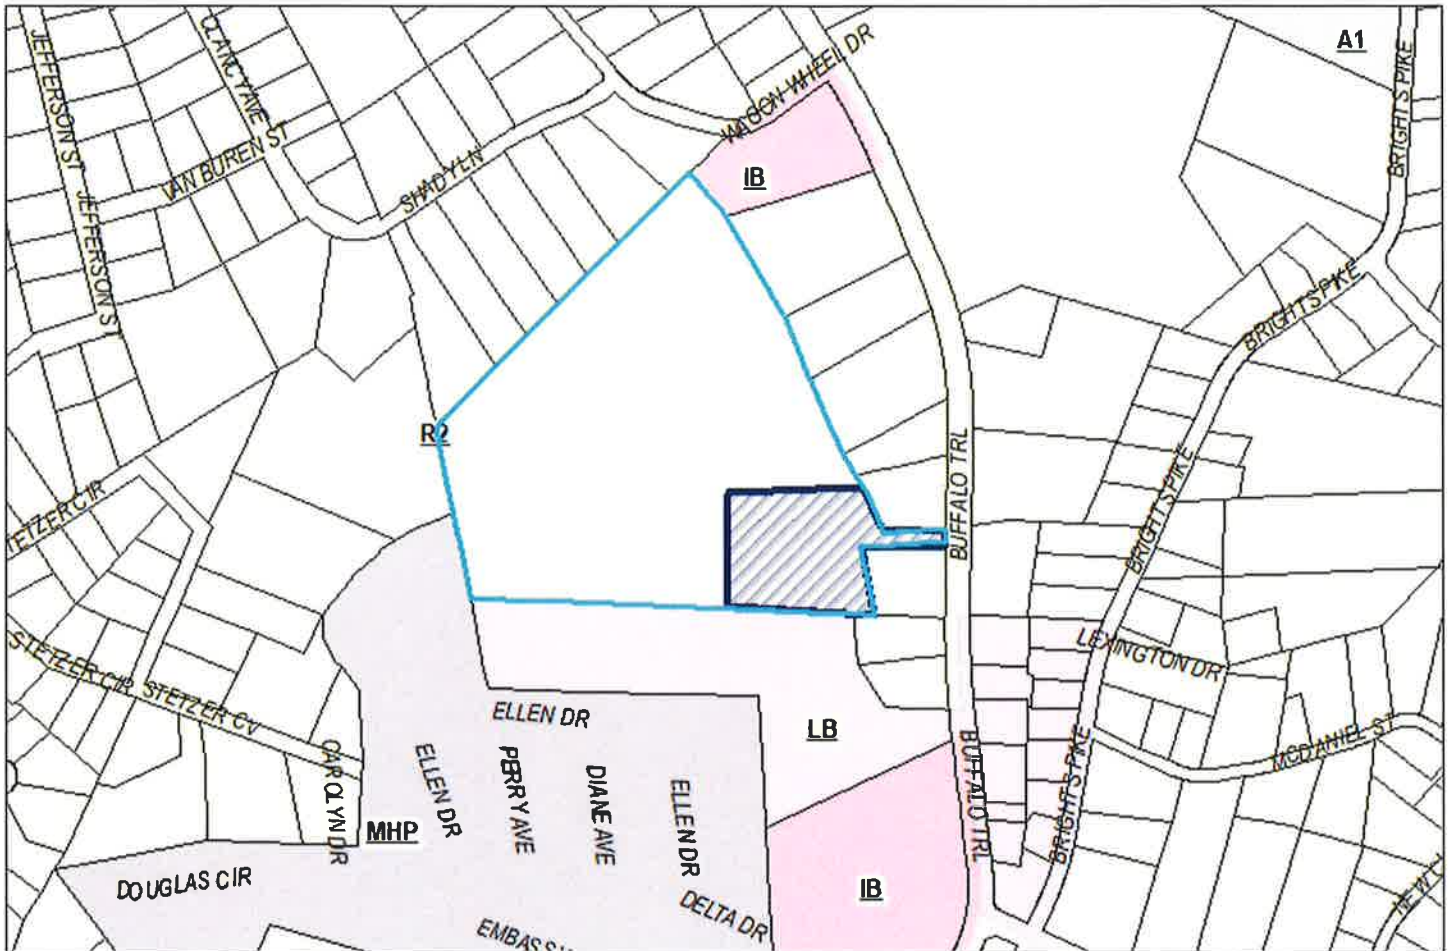 JEFFERSON ST
CLANCY AVE
WAGON WHEEL DR
A1
BRIGHTS PIKE
VAN BUREN ST
SHADY LN
IB
JEFFERSON ST
BRIGHTS PIKE
R2
BUFFALO TRL
BRIGHTS PIKE
STETZER CIR
LEXINGTON DR
STETZER CIR
STETZER CV
ELLEN DR
LB
MCDANIEL ST
CAROLYN DR
ELLEN DR
PERRY AVE
DIANE AVE
ELLEN DR
BUFFALO TRL
BRIGHTS PIKE
MHP
DOUGLAS CIR
IB
DELTA DR